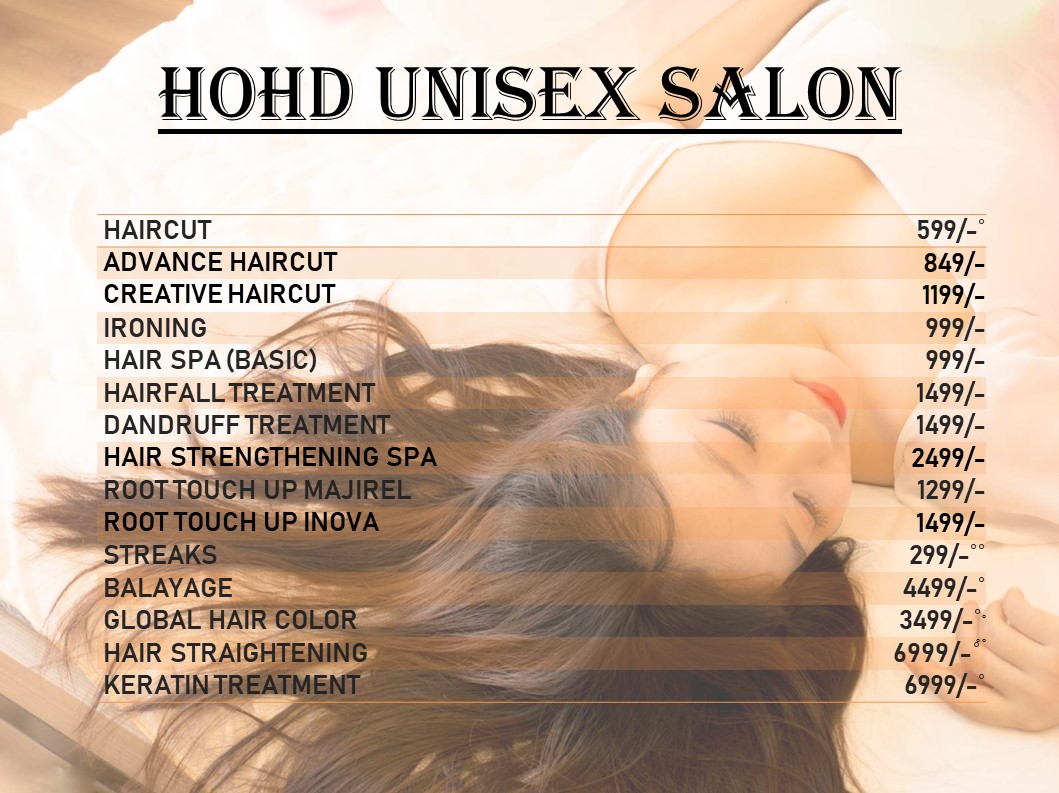 HOHD UNISEX SALON
HAIRCUT 599/-°
ADVANCE HAIRCUT 849/-
CREATIVE HAIRCUT 1199/-
IRONING 999/-
HAIR SPA (BASIC) 999/-
HAIRFALL TREATMENT 1499/-
DANDRUFF TREATMENT 1499/-
HAIR STRENGTHENING SPA 2499/-
ROOT TOUCH UP MAJIREL 1299/-
ROOT TOUCH UP INOVA 1499/-
STREAKS 299/-°°
BALAYAGE 4499/-°
GLOBAL HAIR COLOR 3499/-°°
HAIR STRAIGHTENING 6999/-°°
KERATIN TREATMENT 6999/-°